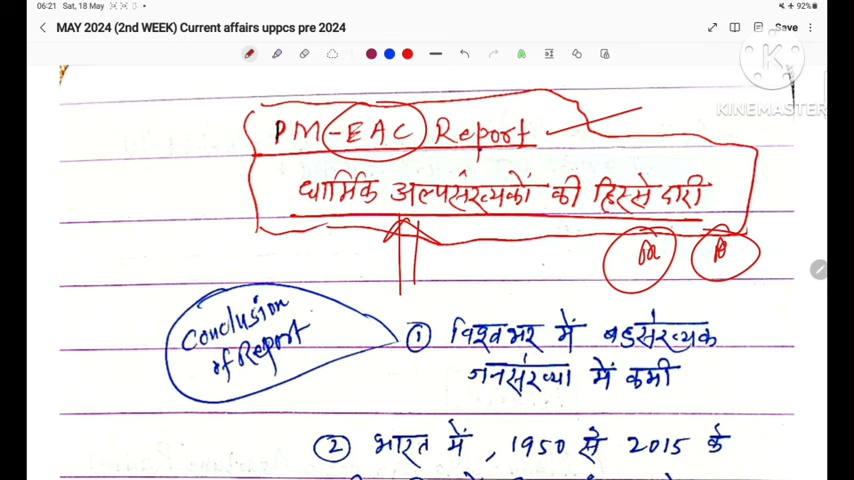 06:21 Sat, 18 May
92%
MAY 2024 (2nd WEEK) Current affairs uppcs pre 2024
Save
KINEMASTER
PM-EAC Report
धार्मिक अल्पसंख्यकों की हिस्सेदारी
Conclusion
of Report
① विश्वभर में बहुसंख्यक
जनसंख्या में कमी
② भारत में, 1950 से 2015 के